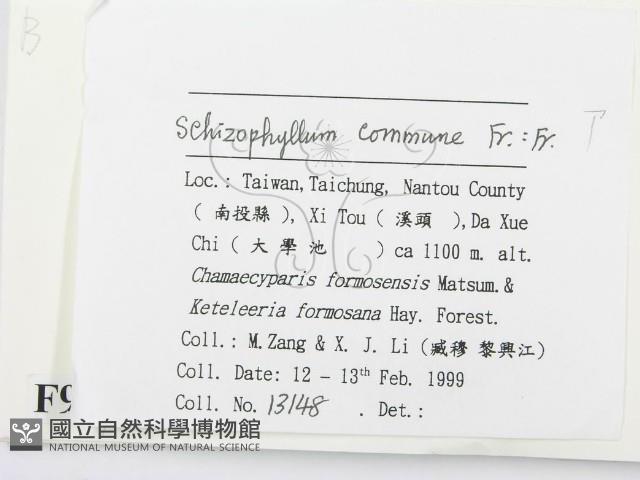 B
Schizophyllum commune Fr. : Fr. T
Loc.: Taiwan, Taichung, Nantou County
( 南投縣 ), Xi Tou ( 溪頭 ), Da Xue
Chi ( 大學池 ) ca 1100 m. alt.
Chamaecyparis formosensis Matsum. &
Keteleeria formosana Hay. Forest.
Coll.: M. Zang & X. J. Li (臧穆 黎興江)
Coll. Date: 12 - 13th Feb. 1999
Coll. No. 13148 . Det.:
F9
國立自然科學博物館
NATIONAL MUSEUM OF NATURAL SCIENCE